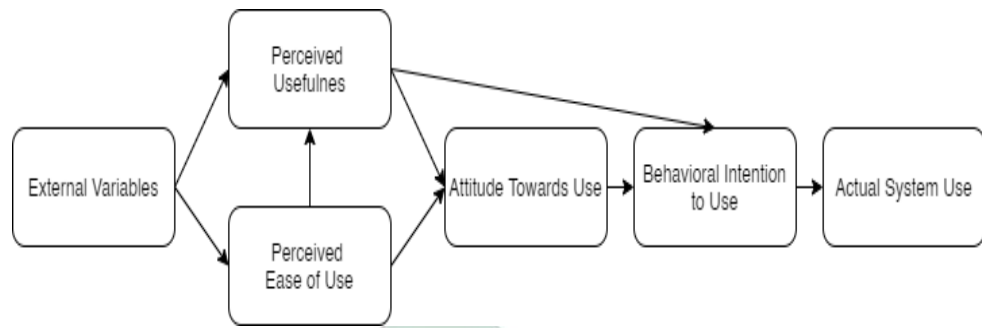 Perceived
Usefulnes
External Variables
Attitude Towards Use
Behavioral Intention
to Use
Actual System Use
Perceived
Ease of Use